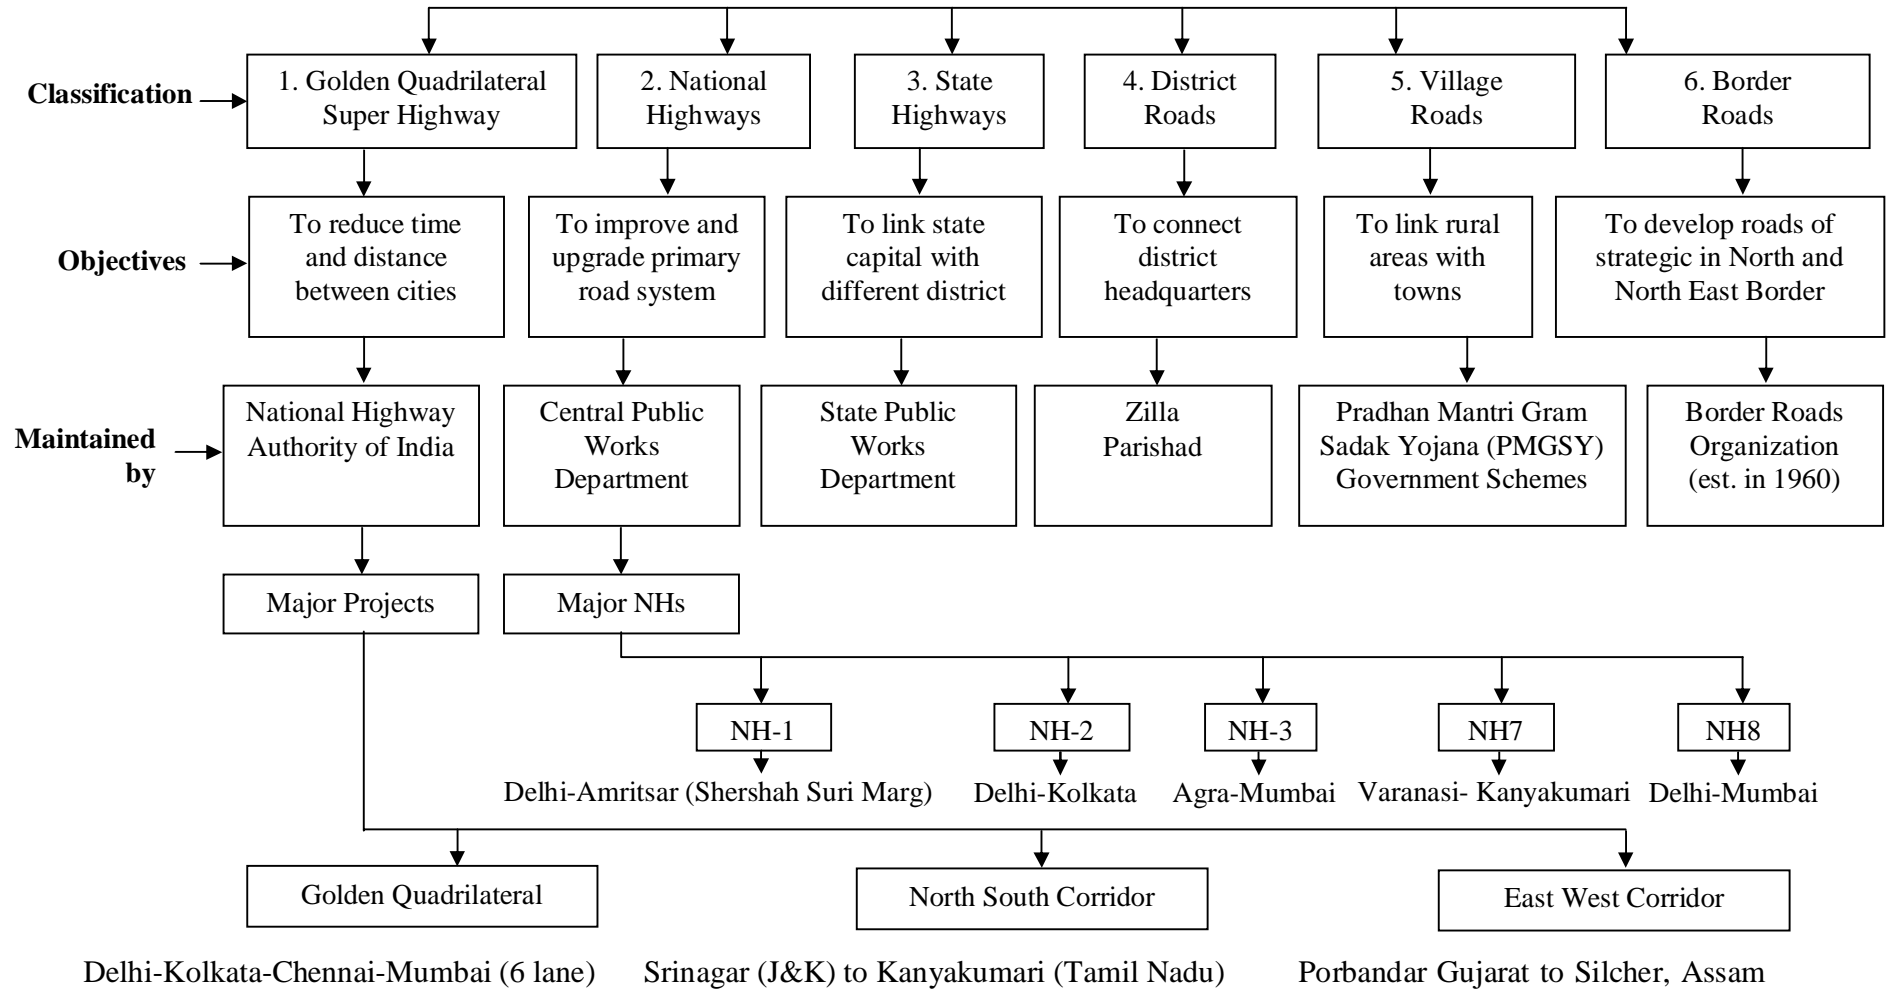 Classification
1. Golden Quadrilateral
Super Highway
2. National
Highways
3. State
Highways
4. District
Roads
5. Village
Roads
6. Border
Roads
Objectives
To reduce time
and distance
between cities
To improve and
upgrade primary
road system
To link state
capital with
different district
To connect
district
headquarters
To link rural
areas with
towns
To develop roads of
strategic in North and
North East Border
Maintained
by
National Highway
Authority of India
Central Public
Works
Department
State Public
Works
Department
Zilla
Parishad
Pradhan Mantri Gram
Sadak Yojana (PMGSY)
Government Schemes
Border Roads
Organization
(est. in 1960)
Major Projects
Major NHs
NH-1
NH-2
NH-3
NH7
NH8
Delhi-Amritsar (Shershah Suri Marg)
Delhi-Kolkata
Agra-Mumbai
Varanasi- Kanyakumari
Delhi-Mumbai
Golden Quadrilateral
North South Corridor
East West Corridor
Delhi-Kolkata-Chennai-Mumbai (6 lane)
Srinagar (J&K) to Kanyakumari (Tamil Nadu)
Porbandar Gujarat to Silcher, Assam